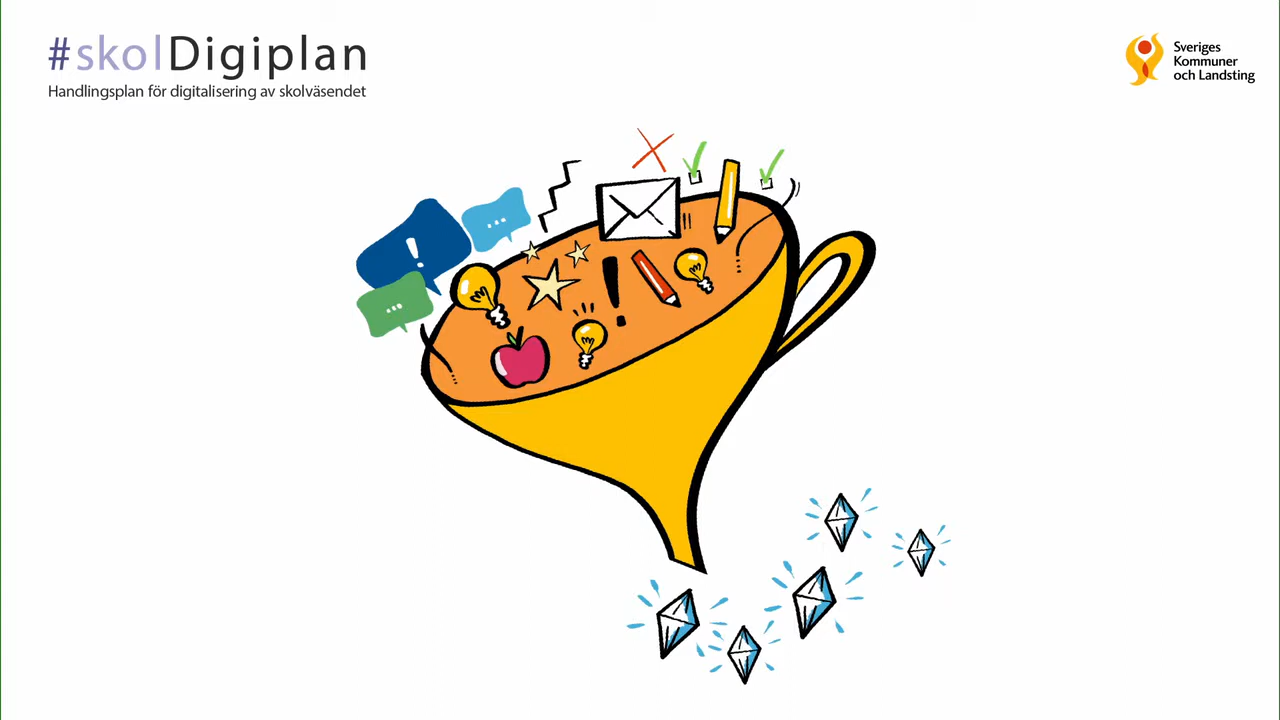 #skolDigiplan
Handlingsplan för digitalisering av skolväsendet
Sveriges
Kommuner
och Landsting